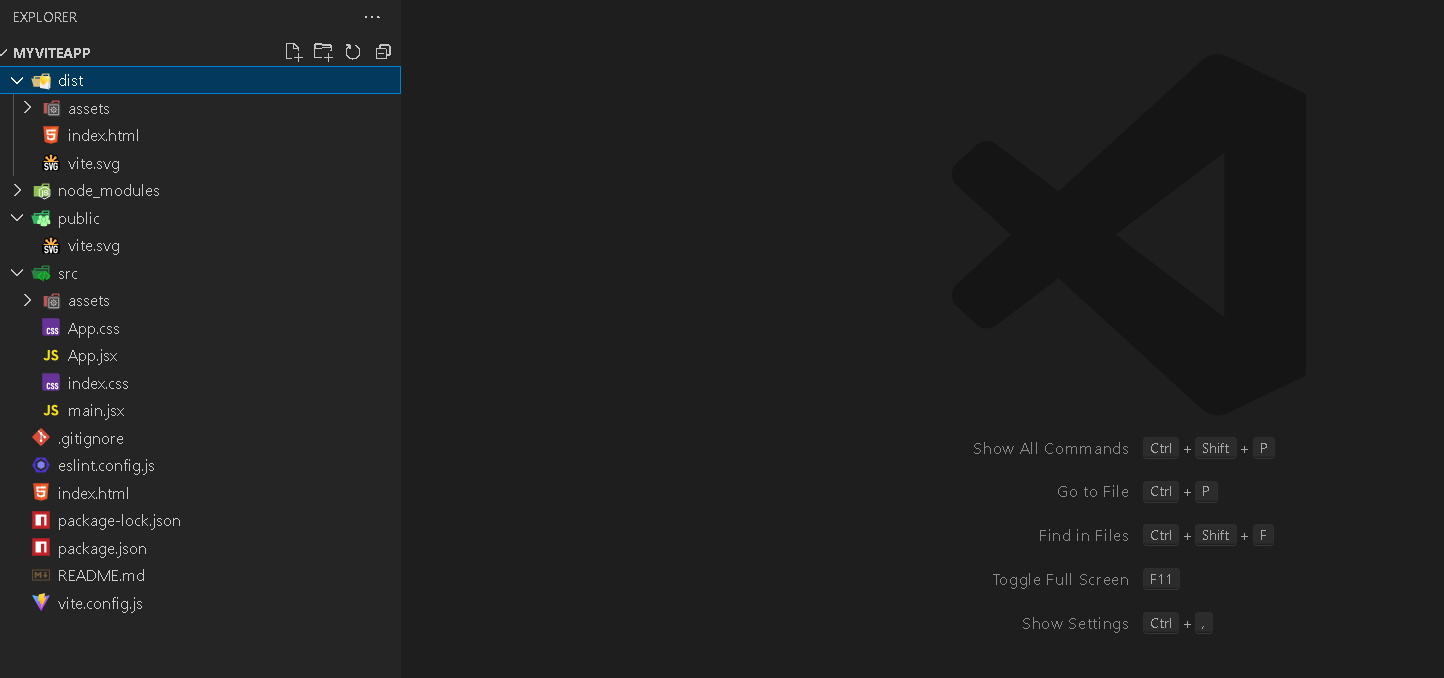 EXPLORER
MYVITEAPP
dist
assets
index.html
vite.svg
node_modules
public
vite.svg
src
assets
App.css
App.jsx
index.css
main.jsx
.gitignore
eslint.config.js
index.html
package-lock.json
package.json
README.md
vite.config.js
Show All Commands Ctrl + Shift + P
Go to File Ctrl + P
Find in Files Ctrl + Shift + F
Toggle Full Screen F11
Show Settings Ctrl + ,